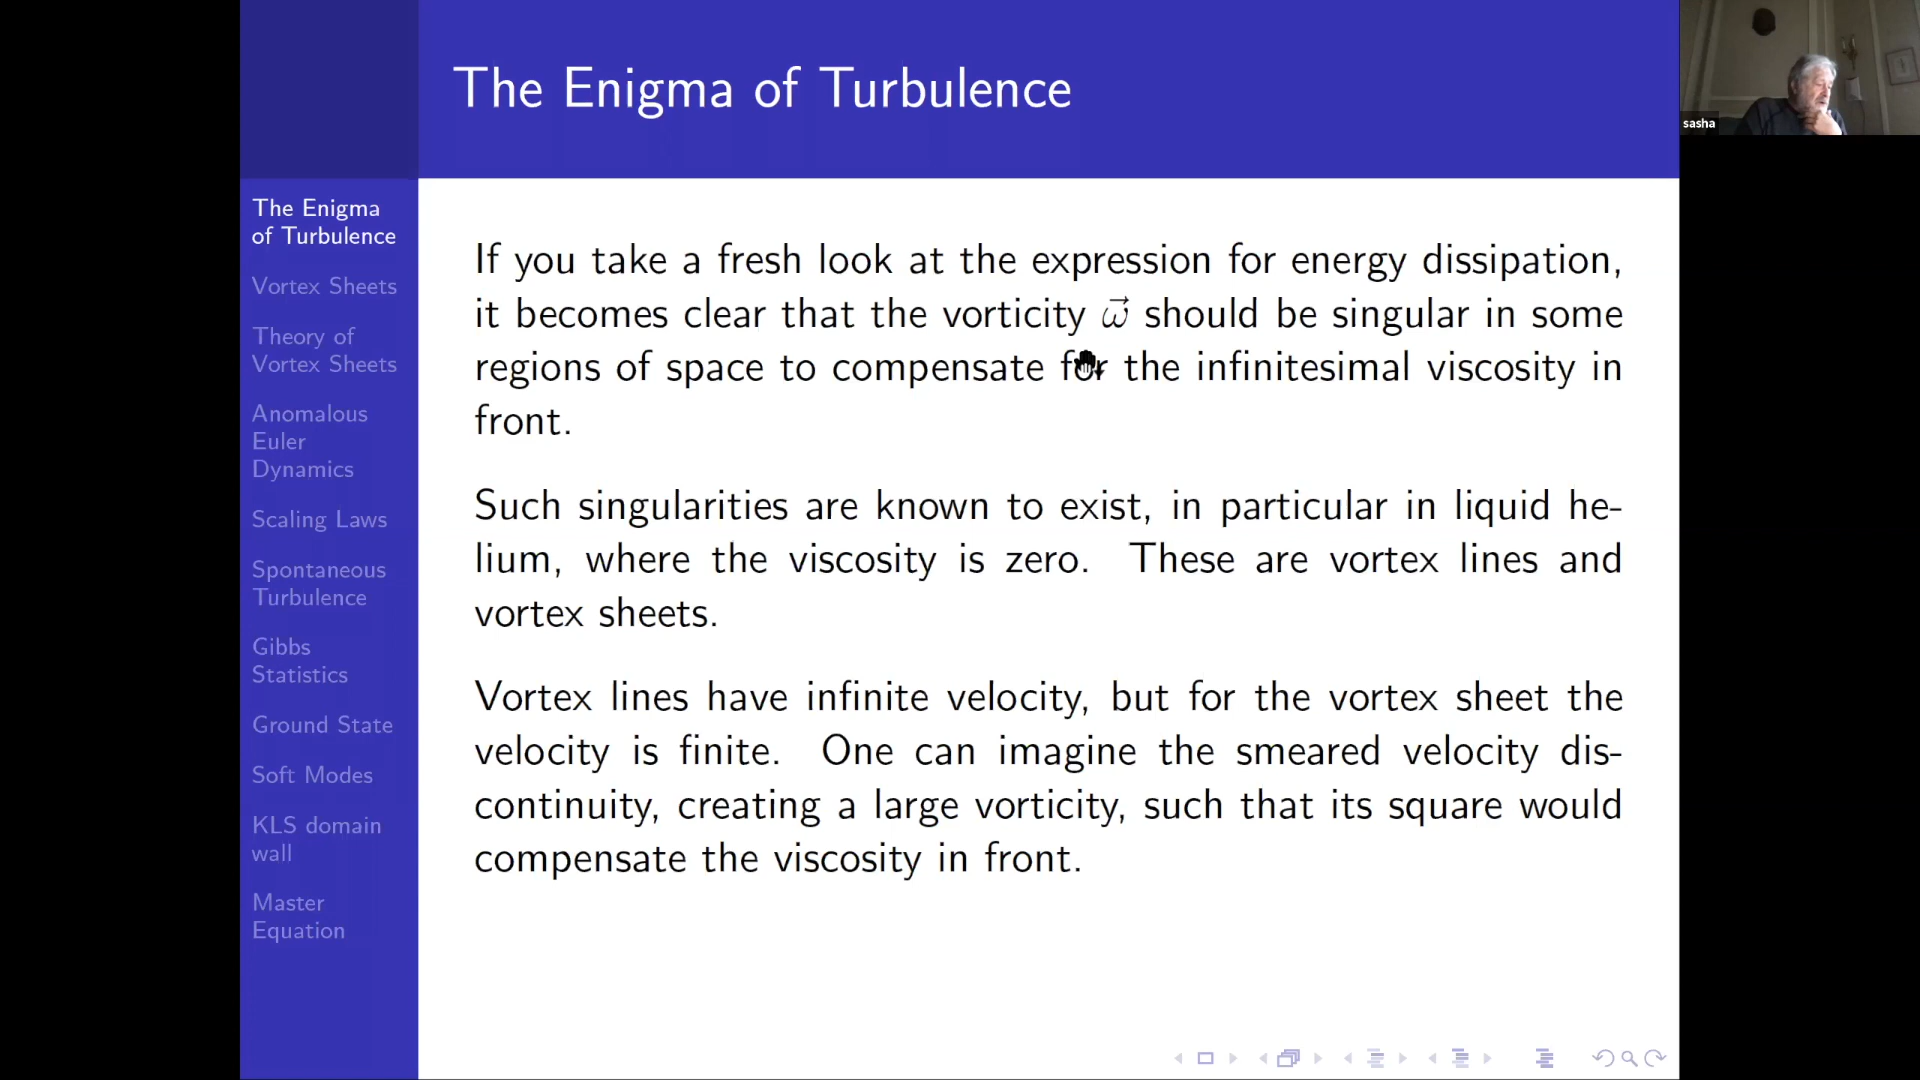 The Enigma of Turbulence
sasha
The Enigma
of Turbulence
Vortex Sheets
Theory of
Vortex Sheets
Anomalous
Euler
Dynamics
Scaling Laws
Spontaneous
Turbulence
Gibbs
Statistics
Ground State
Soft Modes
KLS domain
wall
Master
Equation
If you take a fresh look at the expression for energy dissipation,
it becomes clear that the vorticity $\vec{\omega}$ should be singular in some
regions of space to compensate for the infinitesimal viscosity in
front.
Such singularities are known to exist, in particular in liquid he-
lium, where the viscosity is zero. These are vortex lines and
vortex sheets.
Vortex lines have infinite velocity, but for the vortex sheet the
velocity is finite. One can imagine the smeared velocity dis-
continuity, creating a large vorticity, such that its square would
compensate the viscosity in front.